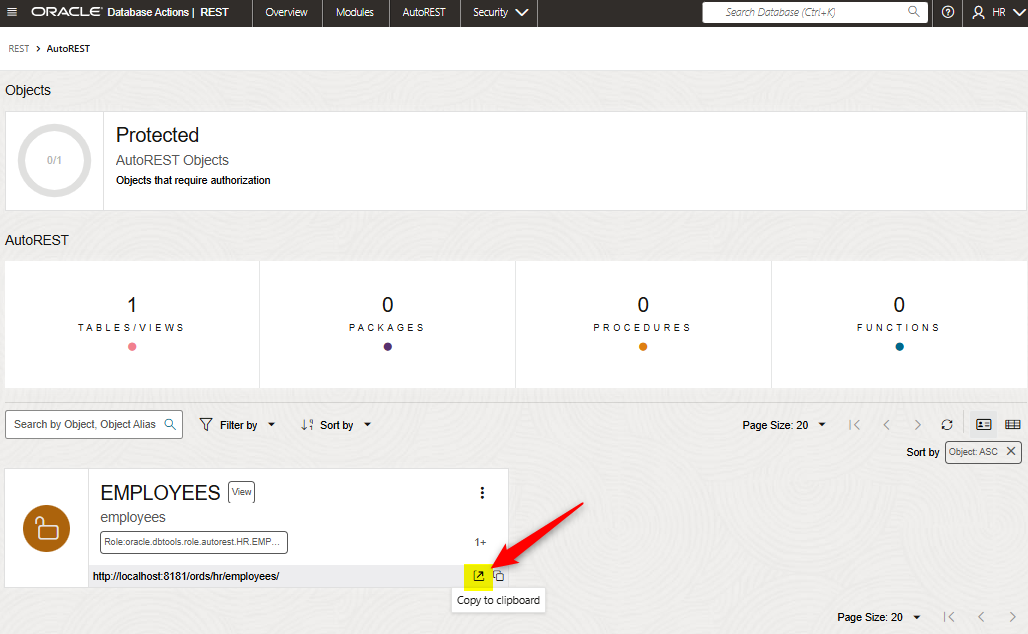 ORACLE Database Actions | REST Overview Modules AutoREST Security Search Database (Ctrl+K) HR
REST > AutoREST
Objects
0/1
Protected
AutoREST Objects
Objects that require authorization
AutoREST
1 0 0 0
TABLES/VIEWS PACKAGES PROCEDURES FUNCTIONS
Search by Object, Object Alias Filter by Sort by Page Size: 20
Sort by Object: ASC
EMPLOYEES View
employees
Role:oracle.dbtools.role.autorest.HR.EMP... 1+
http://localhost:8181/ords/hr/employees/
Copy to clipboard
Page Size: 20